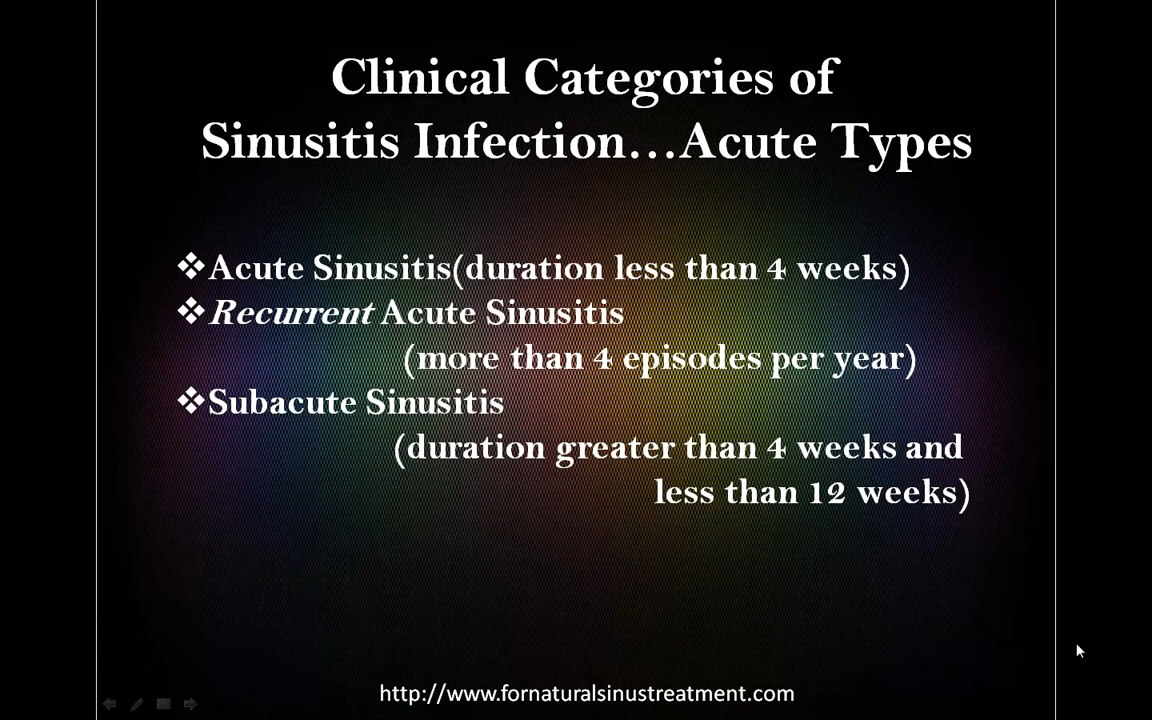 Clinical Categories of
Sinusitis Infection...Acute Types
❖Acute Sinusitis(duration less than 4 weeks)
❖Recurrent Acute Sinusitis
(more than 4 episodes per year)
❖Subacute Sinusitis
(duration greater than 4 weeks and
less than 12 weeks)
http://www.fornaturalsinustreatment.com